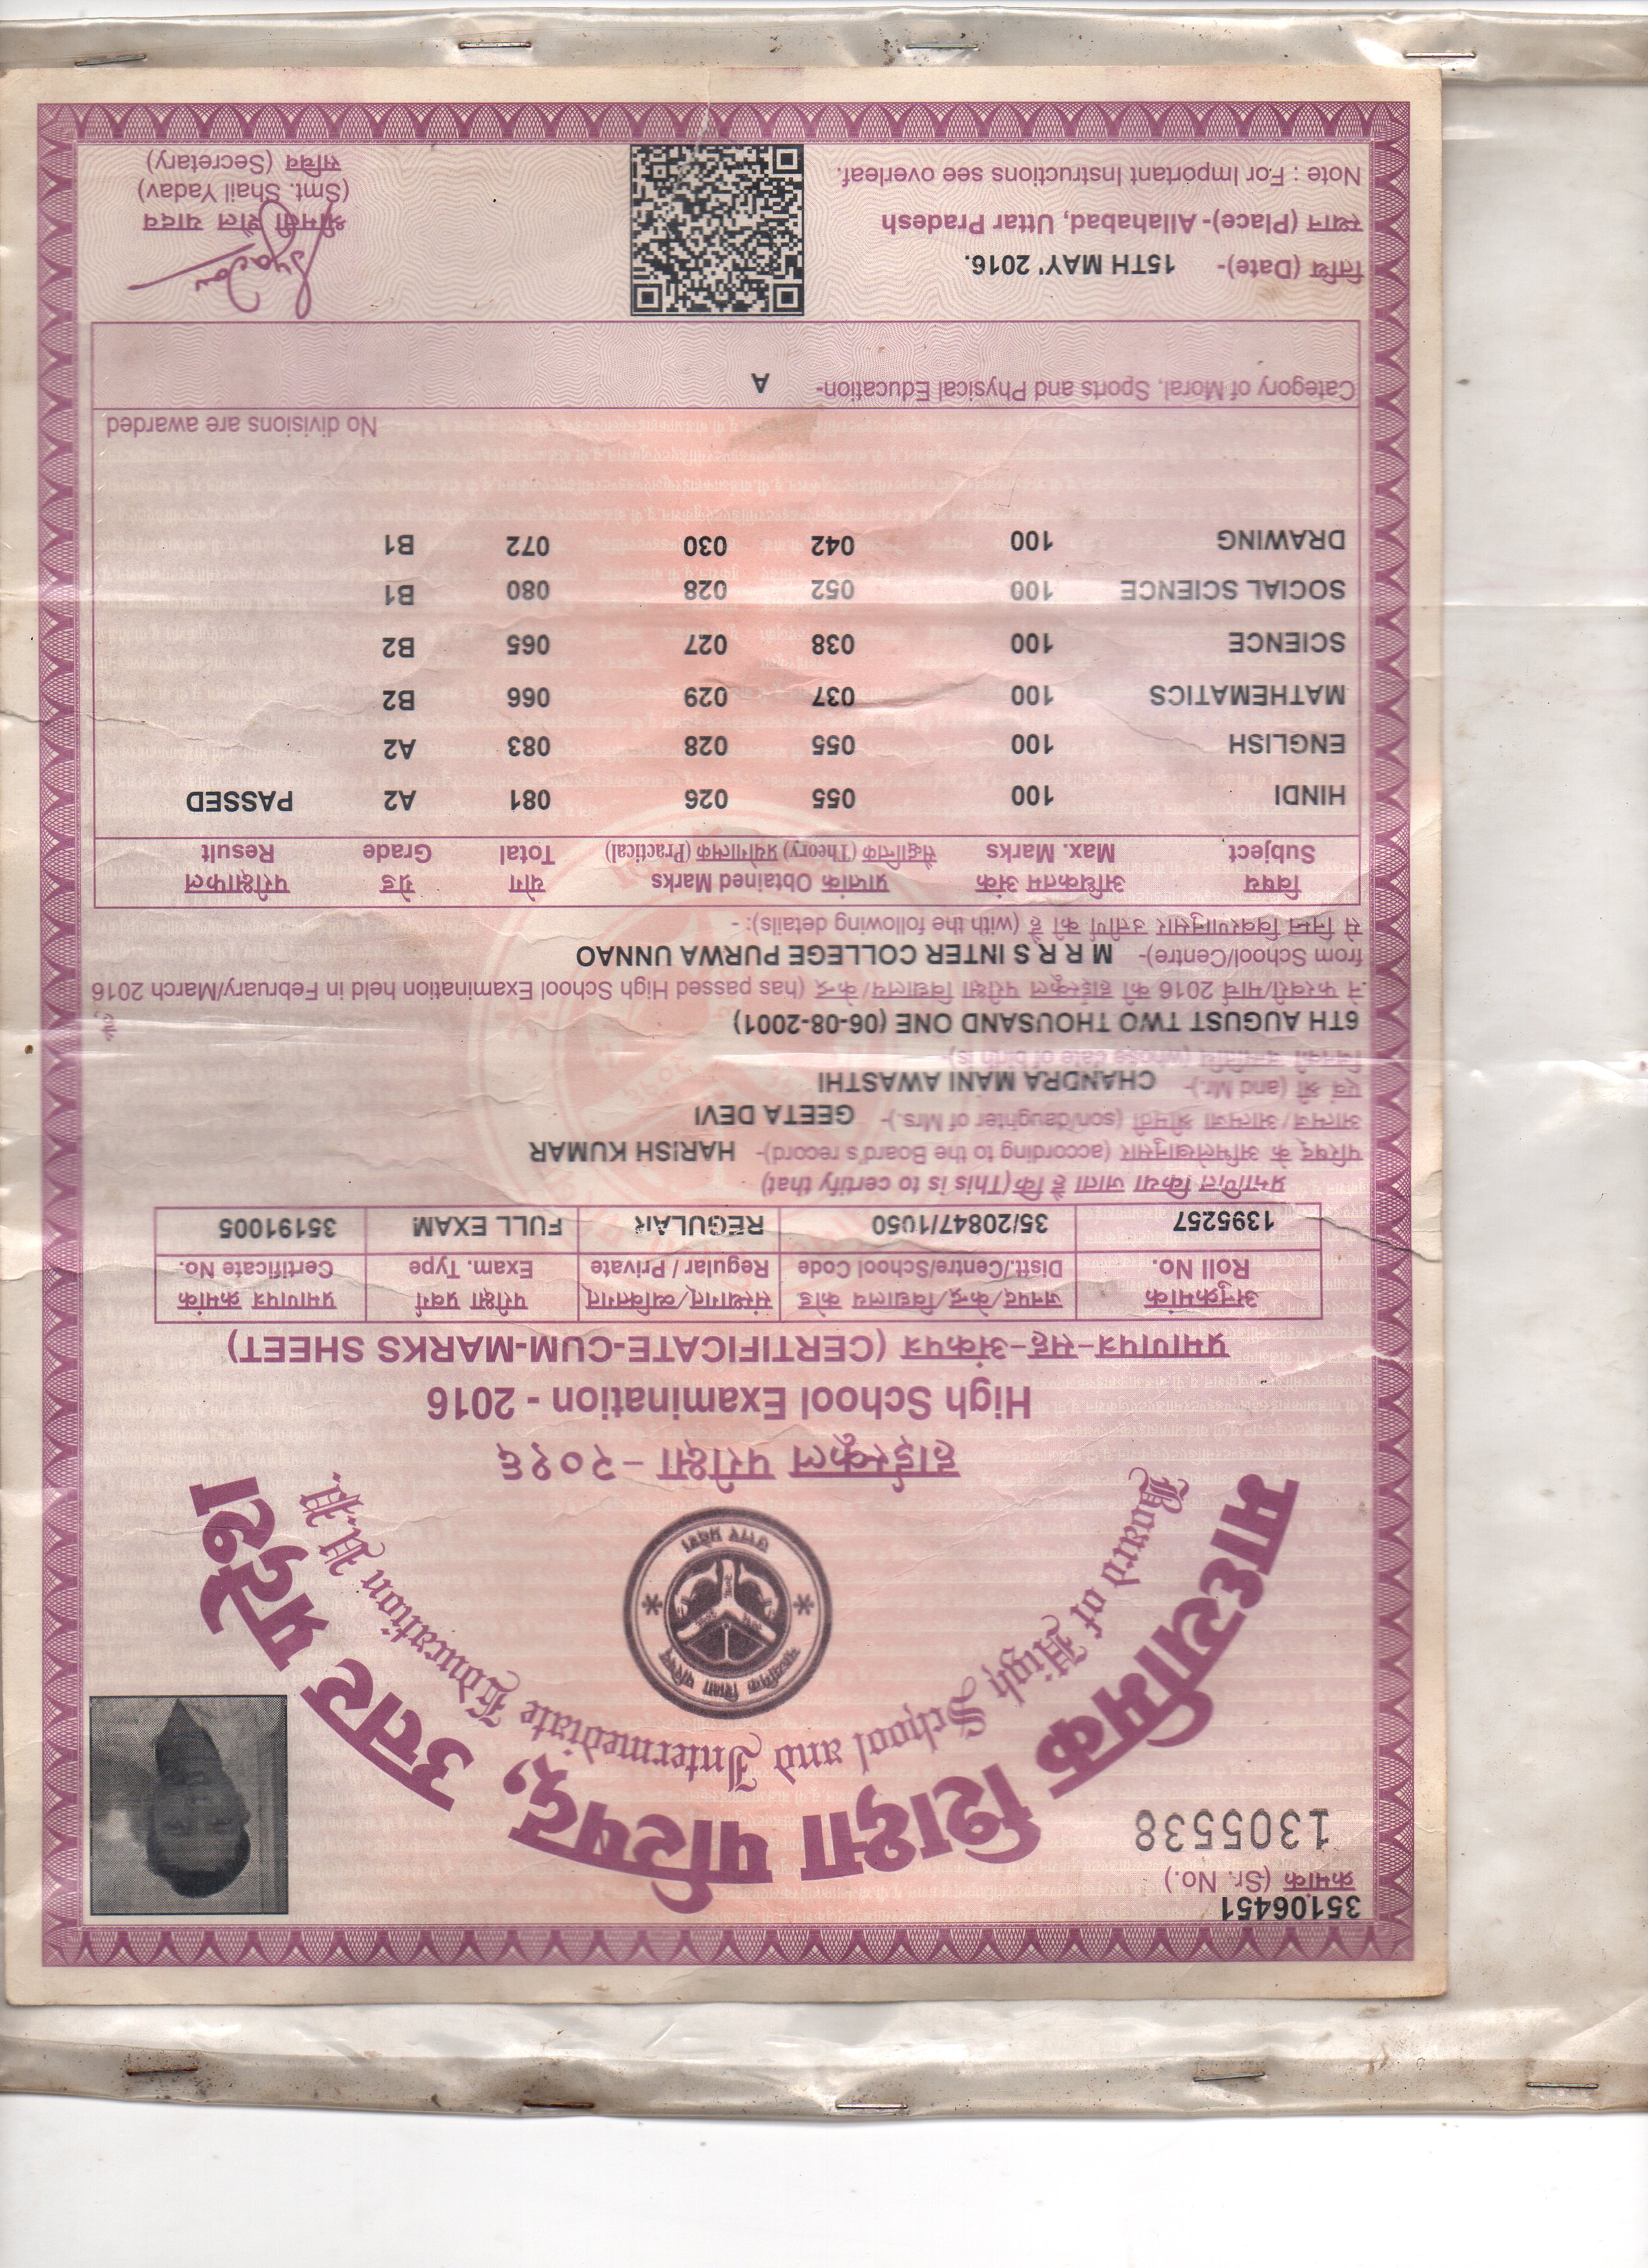 35106451
क्रमांक (Sr. No.)
1305538
माध्यमिक शिक्षा परिषद्, उत्तर प्रदेश
Board of High School and Intermediate Education U.P.
माध्यमिक शिक्षा परिषद्
उत्तर प्रदेश
हाईस्कूल परीक्षा -२०१६
High School Examination - 2016
प्रमाणपत्र-सह-अंकपत्र (CERTIFICATE-CUM-MARKS SHEET)
अनुक्रमांक जनपद/केन्द्र/विद्यालय कोड संस्थागत्/व्यक्तिगत् परीक्षा प्रवर्ग प्रमाणपत्र क्रमांक
Roll No. Distt./Centre/School Code Regular / Private Exam. Type Certificate No.
1395257 35/20847/1050 REGULAR FULL EXAM 35191005
प्रमाणित किया जाता है कि (This is to certify that)
परिषद् के अभिलेखानुसार (according to the Board's record)- HARISH KUMAR
आत्मज/आत्मजा श्रीमती (son/daughter of Mrs.)- GEETA DEVI
एवं श्री (and Mr.)- CHANDRA MANI AWASTHI
जिनकी जन्मतिथि (whose date of birth is)-
6TH AUGUST TWO THOUSAND ONE (06-08-2001) है,
ने फरवरी/मार्च 2016 की हाईस्कूल परीक्षा विद्यालय/केन्द्र (has passed High School Examination held in February/March 2016
from School/Centre)- M R R S INTER COLLEGE PURWA UNNAO
से निम्न विवरणानुसार उत्तीर्ण की है (with the following details): -
विषय अधिकतम अंक प्राप्तांक Obtained Marks योग ग्रेड परीक्षाफल
Subject Max. Marks सैद्धान्तिक (Theory) प्रयोगात्मक (Practical) Total Grade Result
HINDI 100 055 026 081 A2 PASSED
ENGLISH 100 055 028 083 A2
MATHEMATICS 100 037 029 066 B2
SCIENCE 100 038 027 065 B2
SOCIAL SCIENCE 100 052 028 080 B1
DRAWING 100 042 030 072 B1
No divisions are awarded
Category of Moral, Sports and Physical Education- A
तिथि (Date)- 15TH MAY' 2016.
स्थान (Place)- Allahabad, Uttar Pradesh
Note : For Important Instructions see overleaf.
Syadav
श्रीमती शैल यादव
(Smt. Shail Yadav)
सचिव (Secretary)